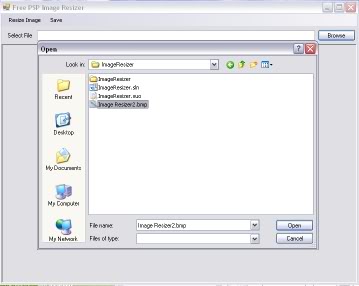 Free PSP Image Resizer
Resize Image Save
Select File Browse
Open
Look in: ImageResizer
ImageResizer
ImageResizer.sln
ImageResizer.suo
Image Resizer2.bmp
Recent
Desktop
My Documents
My Computer
My Network
File name: Image Resizer2.bmp Open
Files of type: Cancel